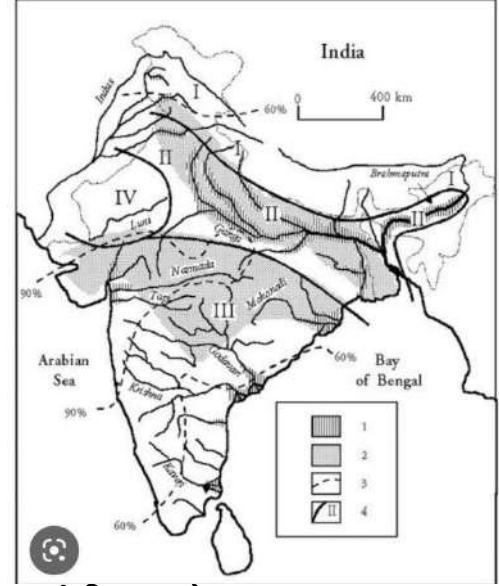 India
0 400 km
Indus
I
60%
II
I
Brahmaputra
I
IV
II
II
Luni
Ganga
Narmada
90%
Tapi
Mahanadi
III
Godavari
Arabian
Sea
60%
Bay
of Bengal
Krishna
90%
1
2
3
II 4
Kaveri
60%